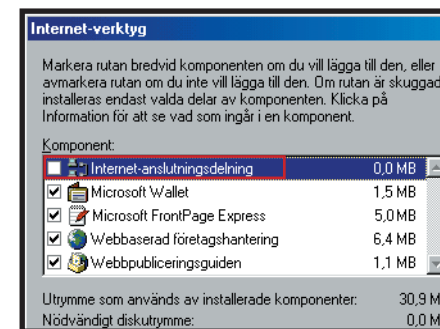 Internet-verktyg
Markera rutan bredvid komponenten om du vill lägga till den, eller
avmarkera rutan om du inte vill lägga till den. Om rutan är skuggad
installeras endast valda delar av komponenten. Klicka på
Information för att se vad som ingår i en komponent.
Komponent:
Internet-anslutningsdelning 0,0 MB
Microsoft Wallet 1,5 MB
Microsoft FrontPage Express 5,0 MB
Webbaserad företagshantering 6,4 MB
Webbpubliceringsguiden 1,1 MB
Utrymme som används av installerade komponenter: 30,9 M
Nödvändigt diskutrymme: 0,0 M